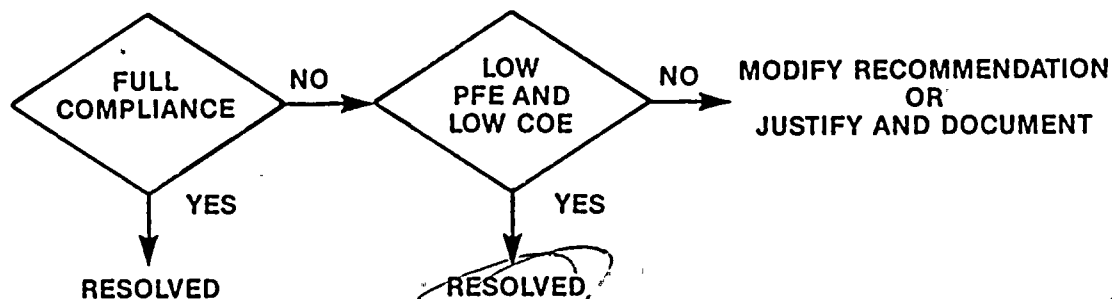 FULL
COMPLIANCE
NO
LOW
PFE AND
LOW COE
NO
MODIFY RECOMMENDATION
OR
JUSTIFY AND DOCUMENT
YES
YES
RESOLVED
RESOLVED